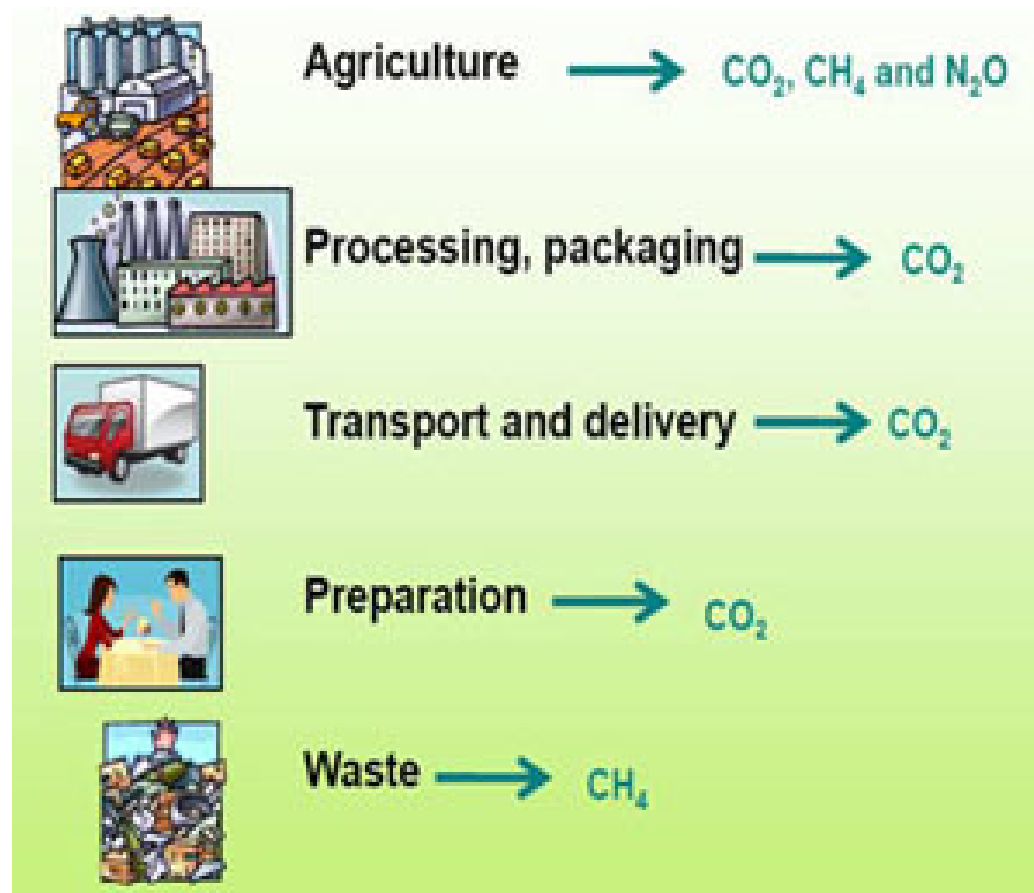 Agriculture → CO₂, CH₄ and N₂O
Processing, packaging → CO₂
Transport and delivery → CO₂
Preparation → CO₂
Waste → CH₄